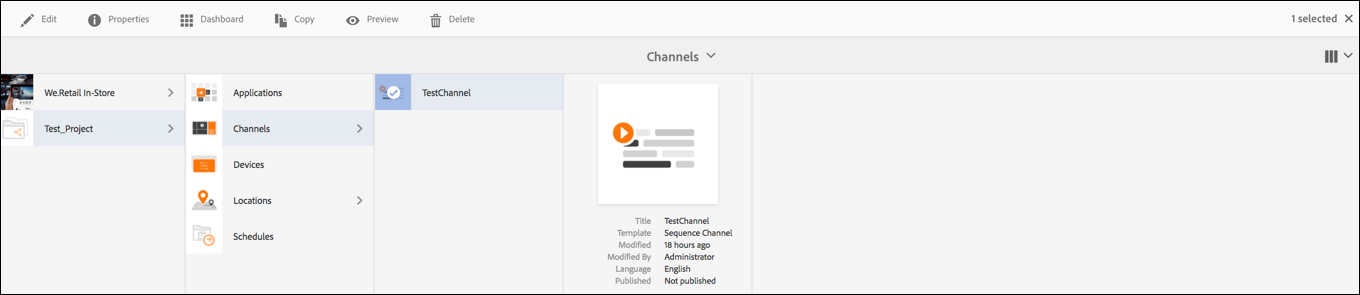 Edit Properties Dashboard Copy Preview Delete 1 selected
Channels
We.Retail In-Store
Test_Project
Applications
Channels
Devices
Locations
Schedules
TestChannel
Title TestChannel
Template Sequence Channel
Modified 18 hours ago
Modified By Administrator
Language English
Published Not published